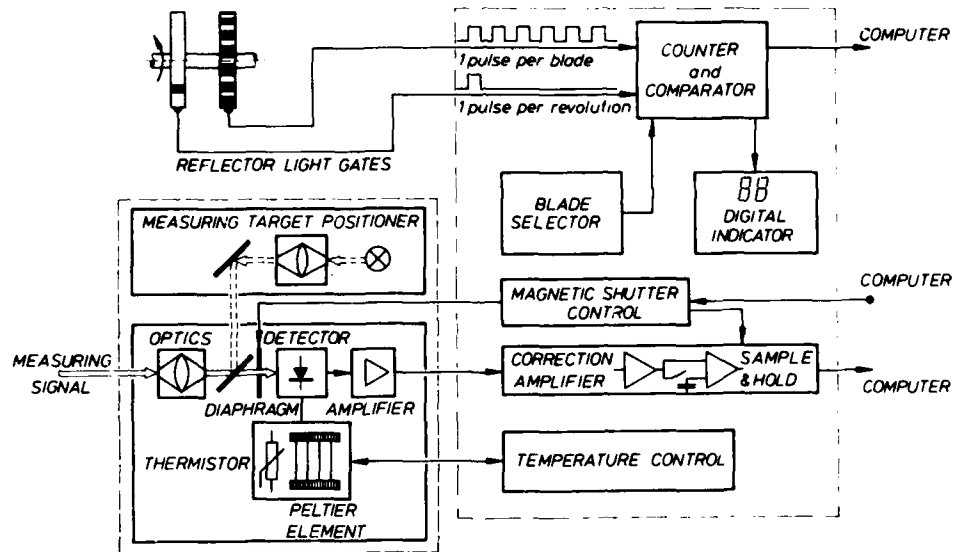 1 pulse per blade
1 pulse per revolution
COUNTER
and
COMPARATOR
COMPUTER
REFLECTOR LIGHT GATES
BLADE
SELECTOR
88
DIGITAL
INDICATOR
MEASURING TARGET POSITIONER
MAGNETIC SHUTTER
CONTROL
COMPUTER
OPTICS
DETECTOR
MEASURING
SIGNAL
DIAPHRAGM
AMPLIFIER
CORRECTION
AMPLIFIER
SAMPLE
& HOLD
COMPUTER
THERMISTOR
PELTIER
ELEMENT
TEMPERATURE CONTROL